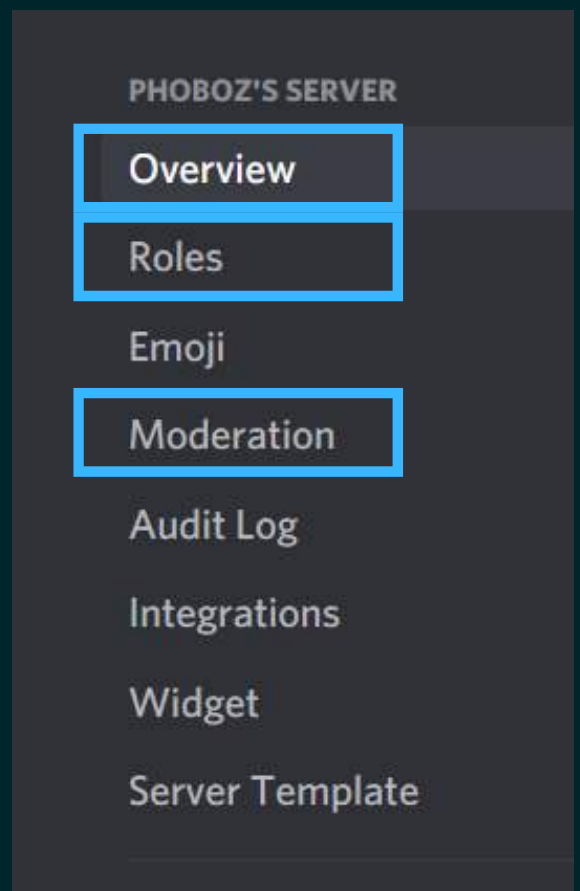 PHOBOZ'S SERVER
Overview
Roles
Emoji
Moderation
Audit Log
Integrations
Widget
Server Template